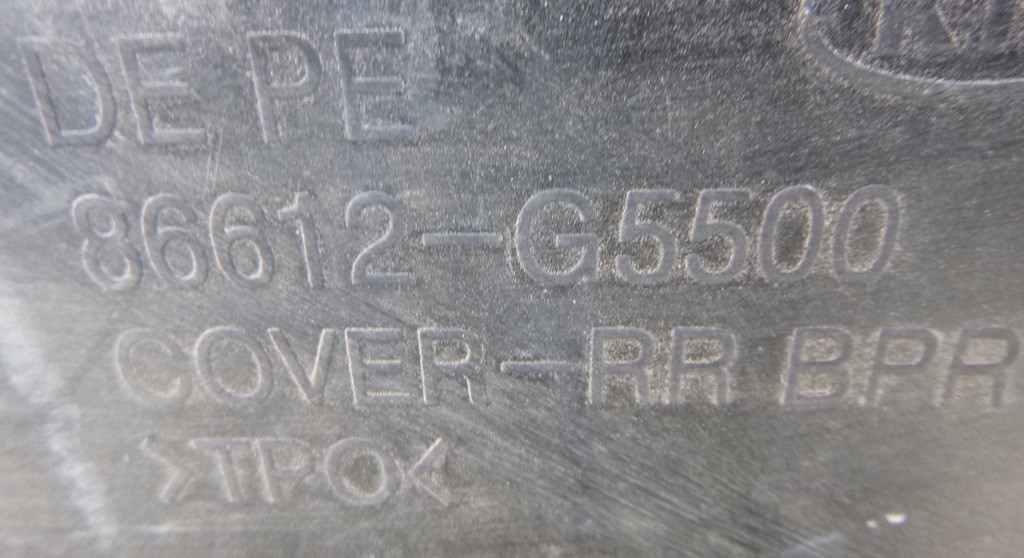 DE PE
86612-G5500
COVER-RR BPR
>TPO<